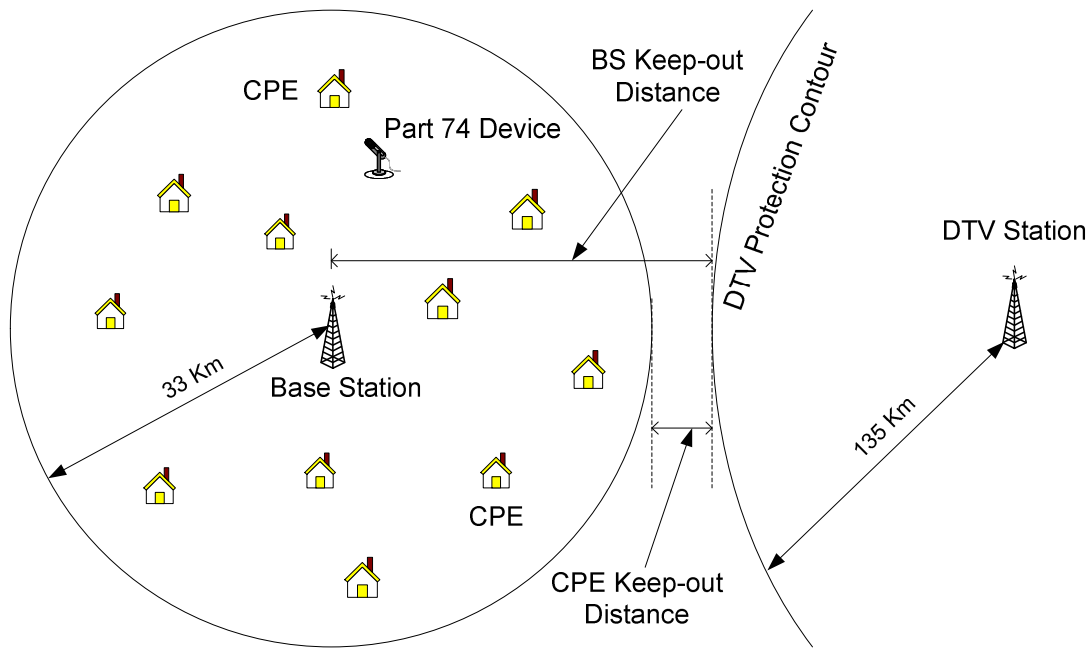 CPE
Part 74 Device
BS Keep-out
Distance
DTV Protection Contour
DTV Station
33 Km
Base Station
135 Km
CPE
CPE Keep-out
Distance